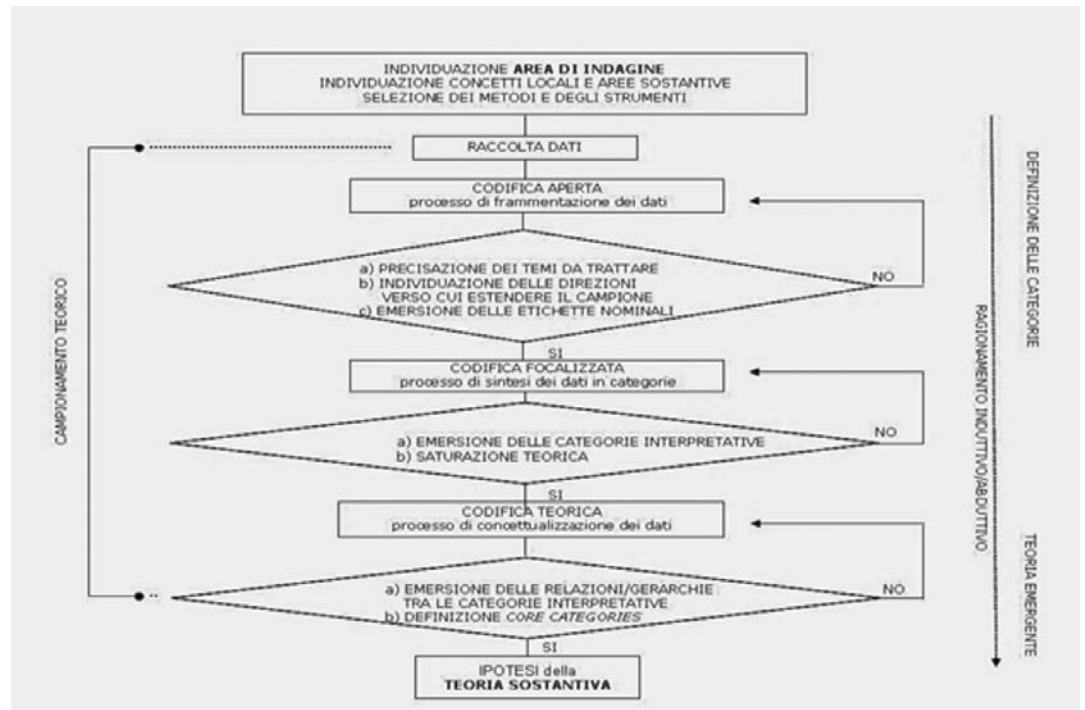 INDIVIDUAZIONE AREA DI INDAGINE
INDIVIDUAZIONE CONCETTI LOCALI E AREE SOSTANTIVE
SELEZIONE DEI METODI E DEGLI STRUMENTI
RACCOLTA DATI
CODIFICA APERTA
processo di frammentazione dei dati
a) PRECISAZIONE DEI TEMI DA TRATTARE
b) INDIVIDUAZIONE DELLE DIREZIONI
VERSO CUI ESTENDERE IL CAMPIONE
c) EMERSIONE DELLE ETICHETTE NOMINALI
NO
SI
CODIFICA FOCALIZZATA
processo di sintesi dei dati in categorie
a) EMERSIONE DELLE CATEGORIE INTERPRETATIVE
b) SATURAZIONE TEORICA
NO
SI
CODIFICA TEORICA
processo di concettualizzazione dei dati
a) EMERSIONE DELLE RELAZIONI/GERARCHIE
TRA LE CATEGORIE INTERPRETATIVE
b) DEFINIZIONE CORE CATEGORIES
NO
SI
IPOTESI della
TEORIA SOSTANTIVA
CAMPIONAMENTO TEORICO
RAGIONAMENTO INDUTTIVO/ABDUTTIVO
DEFINIZIONE DELLE CATEGORIE
TEORIA EMERGENTE